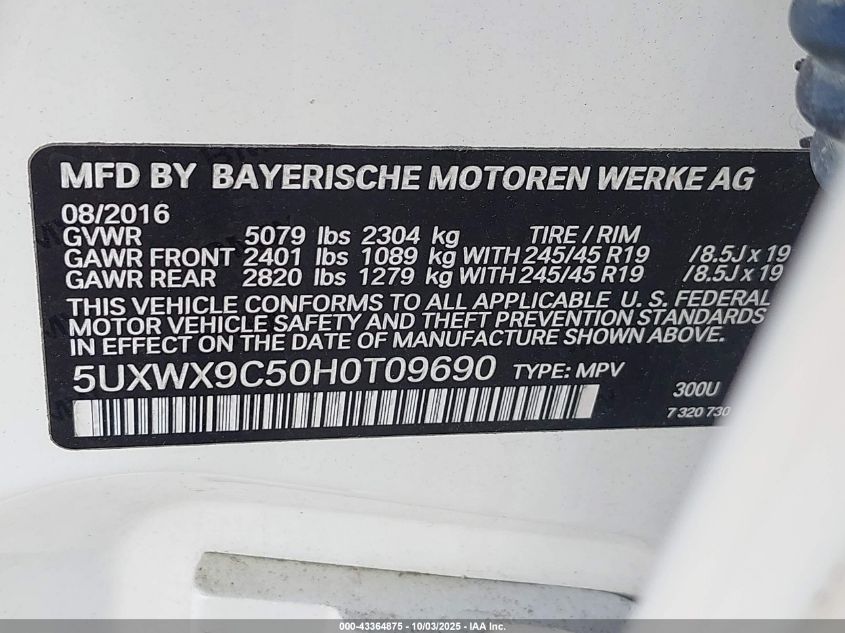 MFD BY BAYERISCHE MOTOREN WERKE AG
08/2016
GVWR 5079 lbs 2304 kg TIRE / RIM
GAWR FRONT 2401 lbs 1089 kg WITH 245/45 R19 /8.5J x 19
GAWR REAR 2820 lbs 1279 kg WITH 245/45 R19 /8.5J x 19
THIS VEHICLE CONFORMS TO ALL APPLICABLE U. S. FEDERAL
MOTOR VEHICLE SAFETY AND THEFT PREVENTION STANDARDS
IN EFFECT ON THE DATE OF MANUFACTURE SHOWN ABOVE.
5UXWX9C50H0T09690 TYPE: MPV
300U
7 320 730
000-43364875 - 10/03/2025 - © IAA Inc.